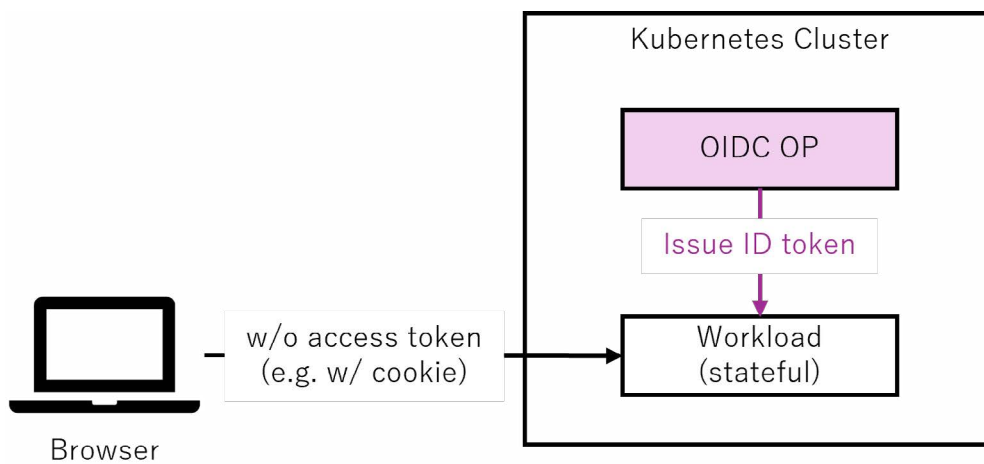 Kubernetes Cluster
OIDC OP
Issue ID token
w/o access token
(e.g. w/ cookie)
Workload
(stateful)
Browser